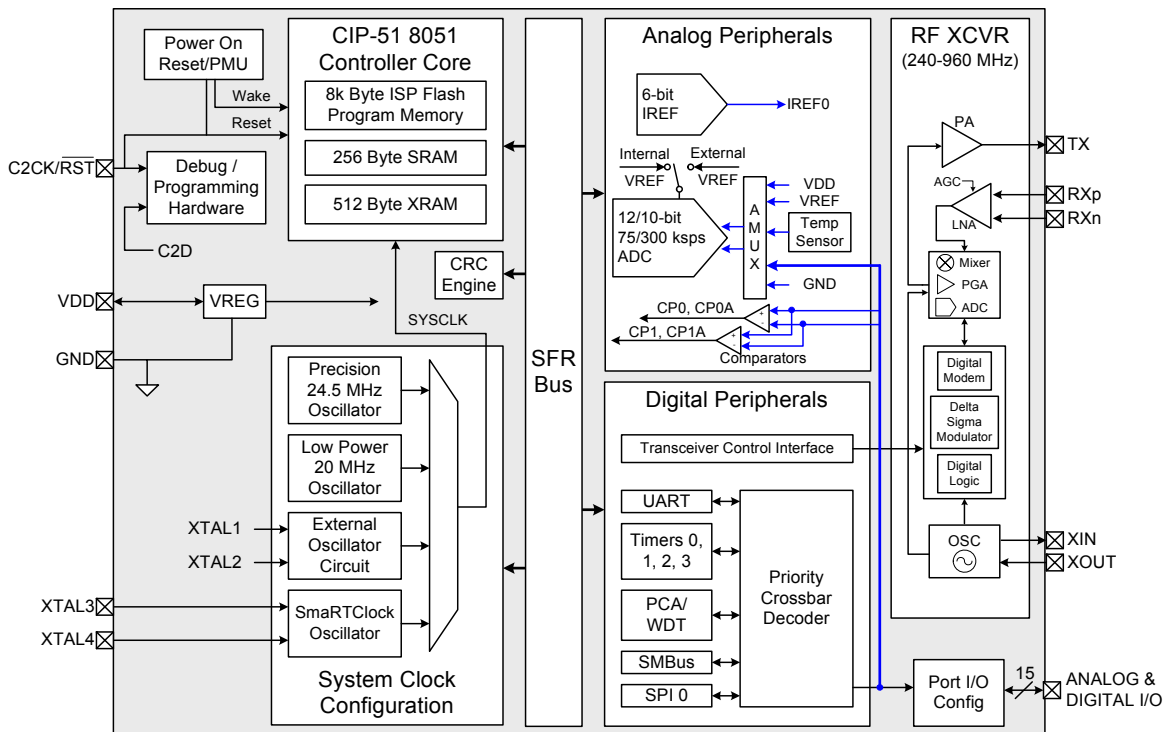 Power On
Reset/PMU
Wake
Reset
C2CK/RST
Debug /
Programming
Hardware
C2D
VDD
VREG
GND
CIP-51 8051
Controller Core
8k Byte ISP Flash
Program Memory
256 Byte SRAM
512 Byte XRAM
CRC
Engine
SYSCLK
Precision
24.5 MHz
Oscillator
Low Power
20 MHz
Oscillator
XTAL1
XTAL2
External
Oscillator
Circuit
XTAL3
XTAL4
SmaRTClock
Oscillator
System Clock
Configuration
SFR
Bus
Analog Peripherals
6-bit
IREF
IREF0
Internal
VREF
External
VREF
12/10-bit
75/300 ksps
ADC
A
M
U
X
VDD
VREF
Temp
Sensor
GND
CP0, CP0A
+
-
CP1, CP1A
+
-
Comparators
Digital Peripherals
Transceiver Control Interface
UART
Timers 0,
1, 2, 3
PCA/
WDT
SMBus
SPI 0
Priority
Crossbar
Decoder
RF XCVR
(240-960 MHz)
PA
TX
AGC
LNA
RXp
RXn
Mixer
PGA
ADC
Digital
Modem
Delta
Sigma
Modulator
Digital
Logic
OSC
XIN
XOUT
Port I/O
Config
15
ANALOG &
DIGITAL I/O